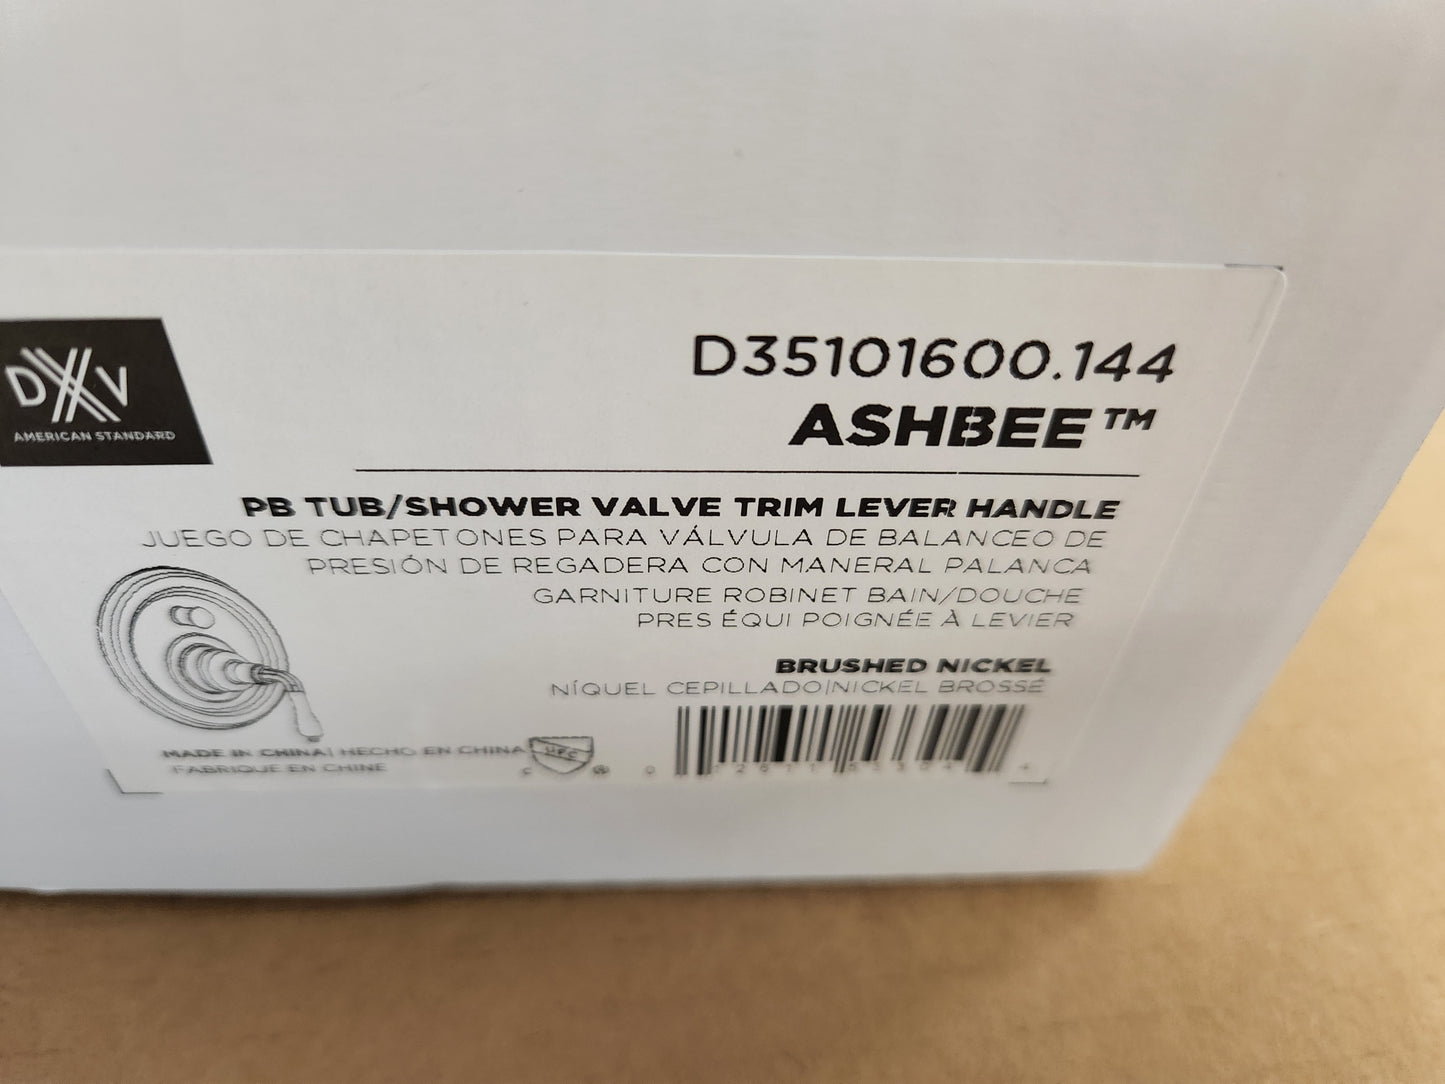 DXV
AMERICAN STANDARD
D35101600.144
ASHBEE™
PB TUB/SHOWER VALVE TRIM LEVER HANDLE
JUEGO DE CHAPETONES PARA VÁLVULA DE BALANCEO DE
PRESIÓN DE REGADERA CON MANERAL PALANCA
GARNITURE ROBINET BAIN/DOUCHE
PRES ÉQUI POIGNÉE À LEVIER
BRUSHED NICKEL
NÍQUEL CEPILLADO|NICKEL BROSSÉ
MADE IN CHINA| HECHO EN CHINA
FABRIQUE EN CHINE
C UPC ®